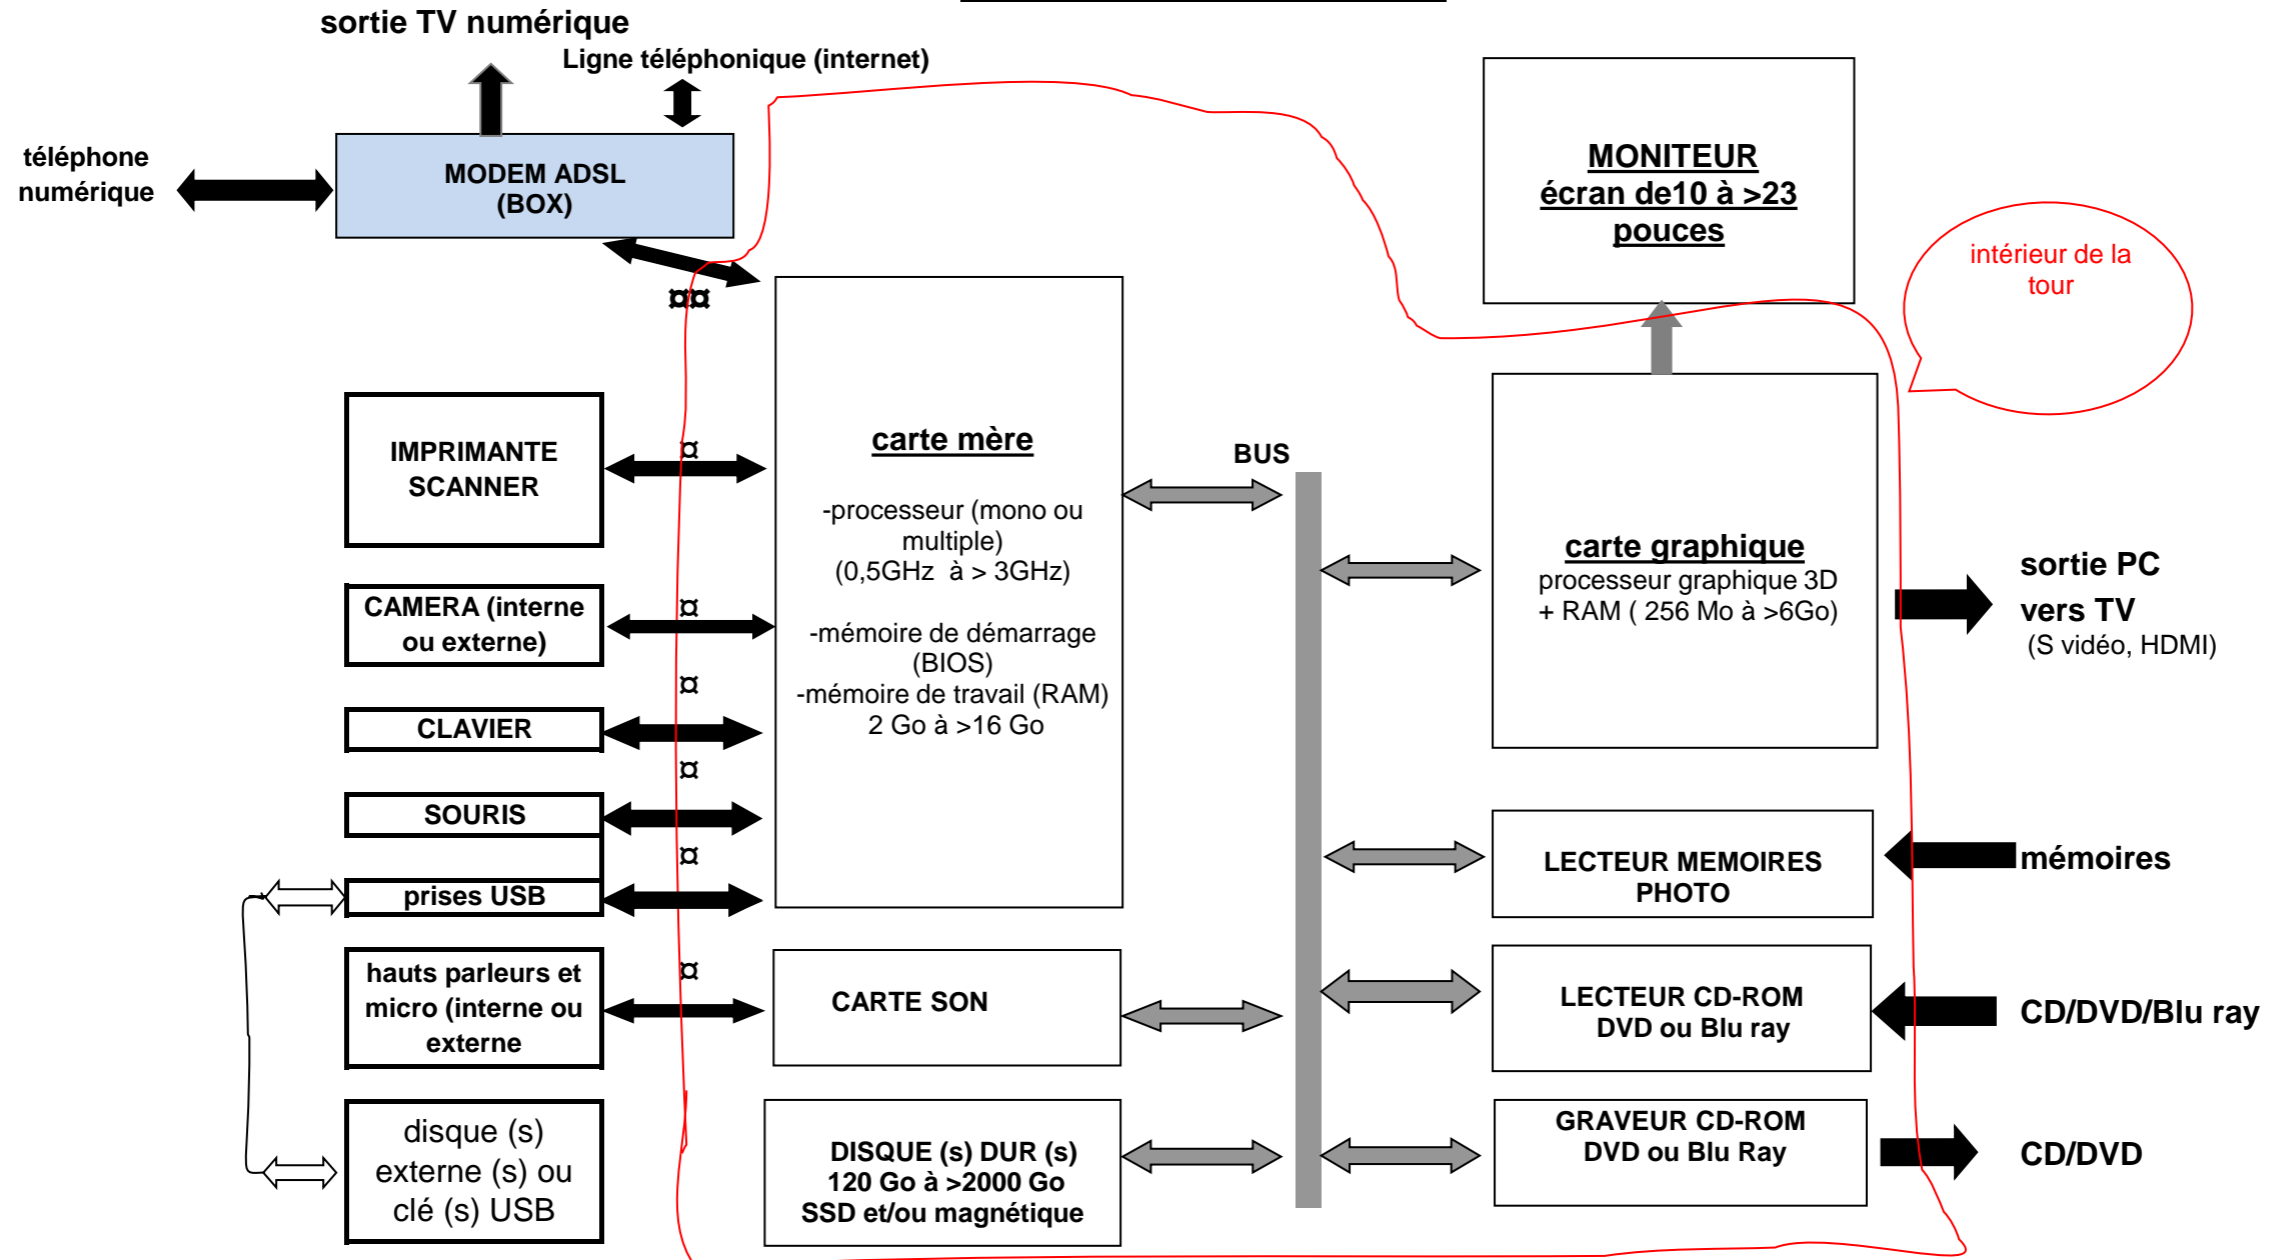 sortie TV numérique
Ligne téléphonique (internet)
téléphone
numérique
MODEM ADSL
(BOX)
MONITEUR
écran de10 à >23
pouces
intérieur de la
tour
¤¤
IMPRIMANTE
SCANNER
¤
carte mère
-processeur (mono ou
multiple)
(0,5GHz  à > 3GHz)
-mémoire de démarrage
(BIOS)
-mémoire de travail (RAM)
2 Go à >16 Go
BUS
carte graphique
processeur graphique 3D
+ RAM ( 256 Mo à >6Go)
sortie PC
vers TV
(S vidéo, HDMI)
CAMERA (interne
ou externe)
¤
¤
CLAVIER
¤
SOURIS
¤
prises USB
LECTEUR MEMOIRES
PHOTO
mémoires
hauts parleurs et
micro (interne ou
externe
¤
CARTE SON
LECTEUR CD-ROM
DVD ou Blu ray
CD/DVD/Blu ray
disque (s)
externe (s) ou
clé (s) USB
DISQUE (s) DUR (s)
120 Go à >2000 Go
SSD et/ou magnétique
GRAVEUR CD-ROM
DVD ou Blu Ray
CD/DVD